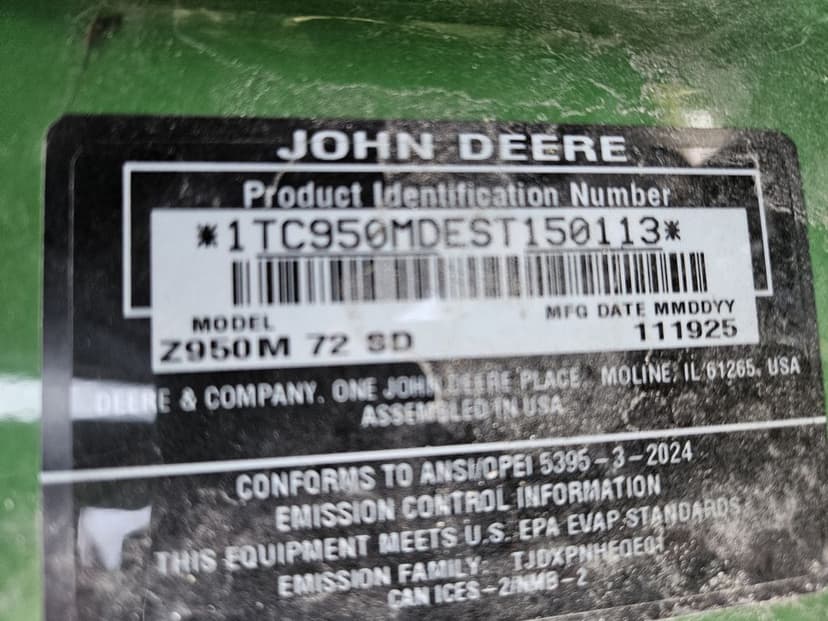 JOHN DEERE
Product Identification Number
*1TC950MDEST150113*
MODEL MFG DATE MMDDYY
Z950M 72 SD 111925
DEERE & COMPANY. ONE JOHN DEERE PLACE. MOLINE, IL 61265, USA
ASSEMBLED IN USA
CONFORMS TO ANSI/OPEI 5395-3-2024
EMISSION CONTROL INFORMATION
THIS EQUIPMENT MEETS U.S. EPA EVAP STANDARDS
EMISSION FAMILY:
CAN ICES-2/NMB-2